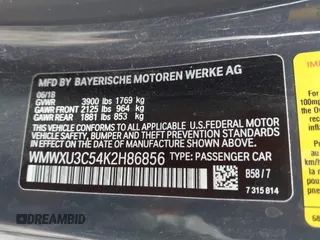 MFD BY BAYERISCHE MOTOREN WERKE AG
06/18
GVWR 3900 lbs 1769 kg
GAWR FRONT 2125 lbs 964 kg
GAWR REAR 1881 lbs 853 kg
THIS VEHICLE CONFORMS TO ALL APPLICABLE
U.S.FEDERAL MOTOR VEHICLE SAFETY, BUMPER, AND
THEFT PREVENTION STANDARDS IN EFFECT ON THE
DATE OF MANUFACTURE SHOWN ABOVE.
WMWXU3C54K2H86856 TYPE: PASSENGER CAR
B58 / 7
7 315 814
100mp
68